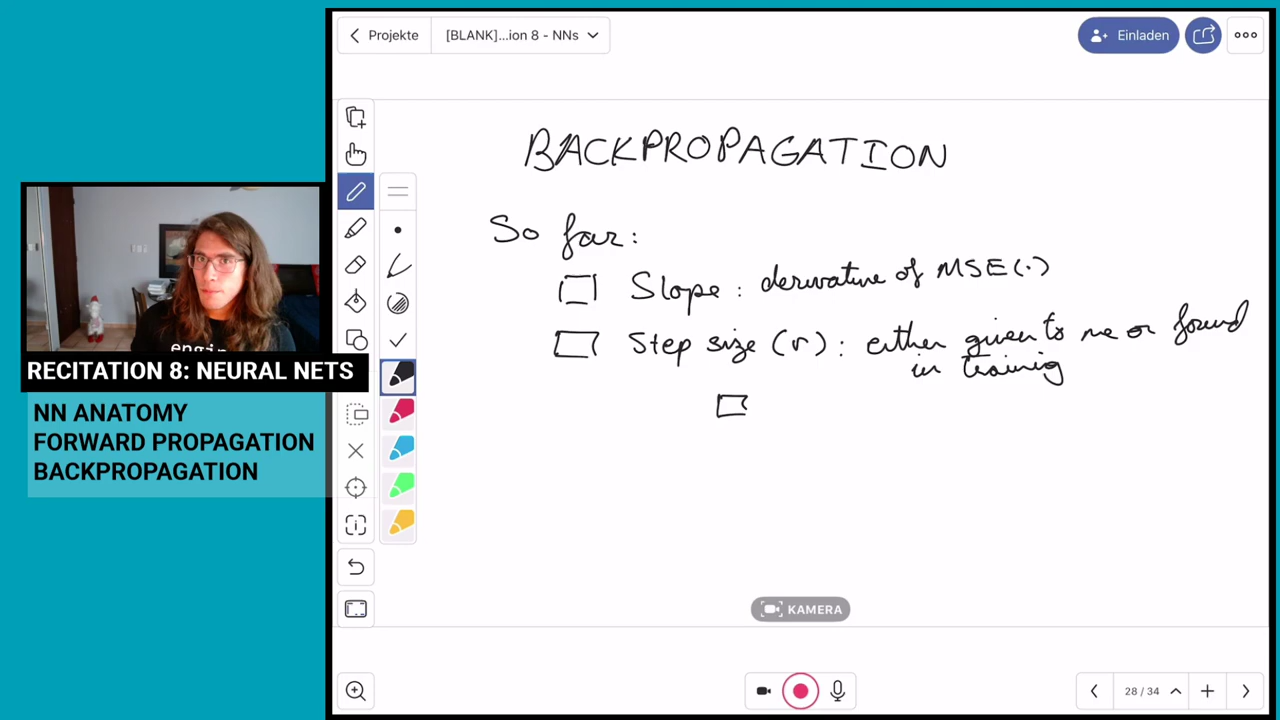 Projekte
[BLANK]...ion 8 - NNs
Einladen
BACKPROPAGATION
So far:
Slope: derivative of MSE(·)
Step size (r): either given to me or found
in training
engin
RECITATION 8: NEURAL NETS
NN ANATOMY
FORWARD PROPAGATION
BACKPROPAGATION
KAMERA
28 / 34